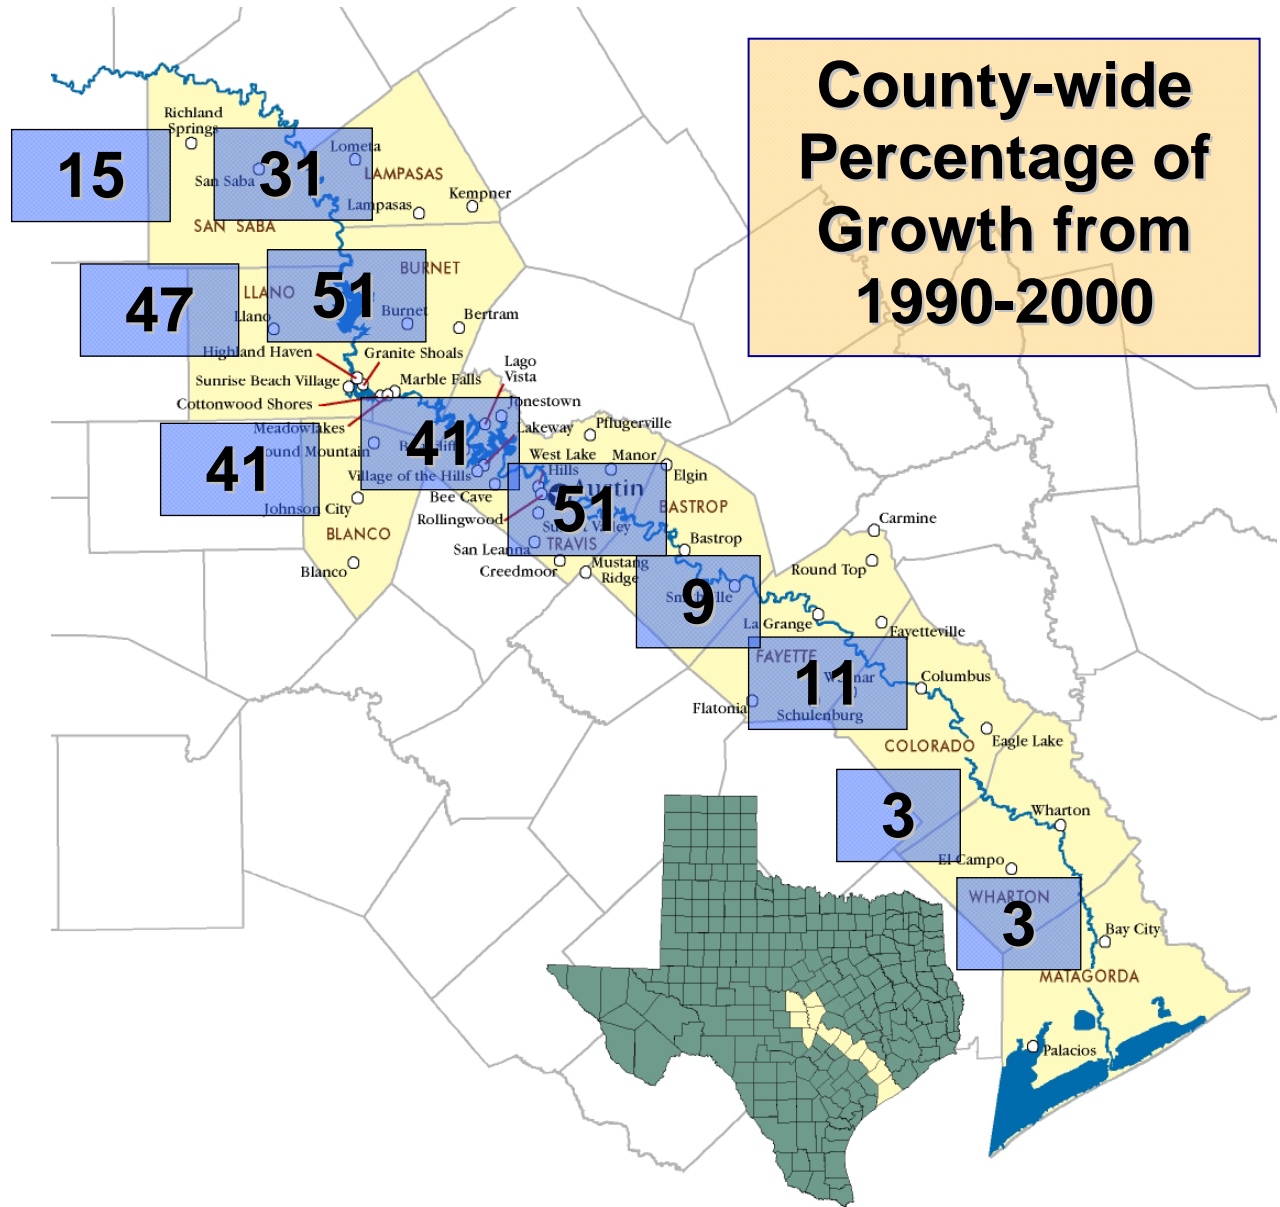 County-wide
Percentage of
Growth from
1990-2000
Richland
Springs
15
31
Lometa
LAMPASAS
San Saba
Kempner
Lampasas
SAN SABA
47
51
BURNET
LLANO
Llano
Burnet
Bertram
Highland Haven
Granite Shoals
Lago
Vista
Sunrise Beach Village
Marble Falls
Cottonwood Shores
Jonestown
Meadowlakes
Lakeway
Pflugerville
41
41
ound Mountain
West Lake
Hills
Manor
Village of the Hills
Elgin
Bee Cave
Austin
51
Johnson City
Rollingwood
BASTROP
Carmine
BLANCO
Valley
TRAVIS
Bastrop
San Leanna
Blanco
Creedmoor
Mustang
Ridge
Round Top
9
La Grange
Fayetteville
FAYETTE
11
Columbus
Flatonia
Schulenburg
COLORADO
Eagle Lake
3
Wharton
El Campo
WHARTON
3
Bay City
MATAGORDA
Palacios